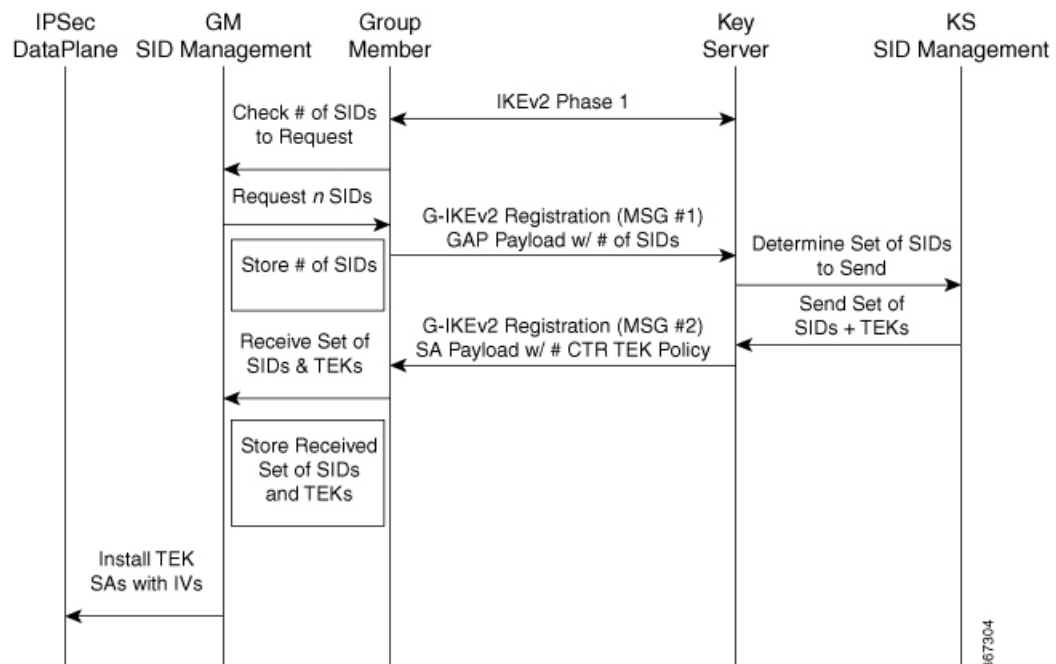 IPSec
DataPlane
GM
SID Management
Group
Member
Key
Server
KS
SID Management
IKEv2 Phase 1
Check # of SIDs
to Request
Request n SIDs
G-IKEv2 Registration (MSG #1)
GAP Payload w/ # of SIDs
Store # of SIDs
Determine Set of SIDs
to Send
Send Set of
SIDs + TEKs
G-IKEv2 Registration (MSG #2)
SA Payload w/ # CTR TEK Policy
Receive Set of
SIDs & TEKs
Store Received
Set of SIDs
and TEKs
Install TEK
SAs with IVs